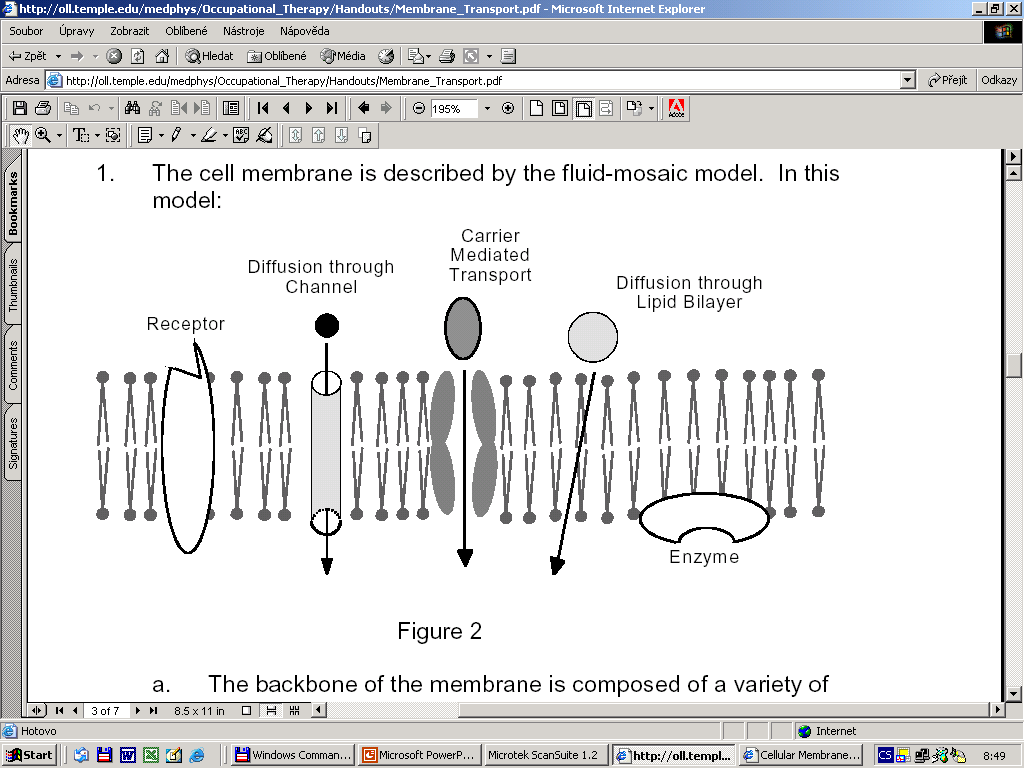 http://oll.temple.edu/medphys/Occupational_Therapy/Handouts/Membrane_Transport.pdf - Microsoft Internet Explorer
Soubor Úpravy Zobrazit Oblíbené Nástroje Nápověda
Zpět Hledat Oblíbené Média
Adresa http://oll.temple.edu/medphys/Occupational_Therapy/Handouts/Membrane_Transport.pdf Přejít Odkazy
195% Adobe
T ABC
Bookmarks
Thumbnails
Comments
Signatures
1. The cell membrane is described by the fluid-mosaic model. In this
model:
Carrier
Mediated
Transport
Diffusion through
Channel
Diffusion through
Lipid Bilayer
Receptor
Enzyme
Figure 2
a. The backbone of the membrane is composed of a variety of
3 of 7 8.5 x 11 in
Hotovo Internet
Start Windows Comman... Microsoft PowerP... Microtek ScanSuite 1.2 http://oll.templ... Cellular Membrane... CS 8:49